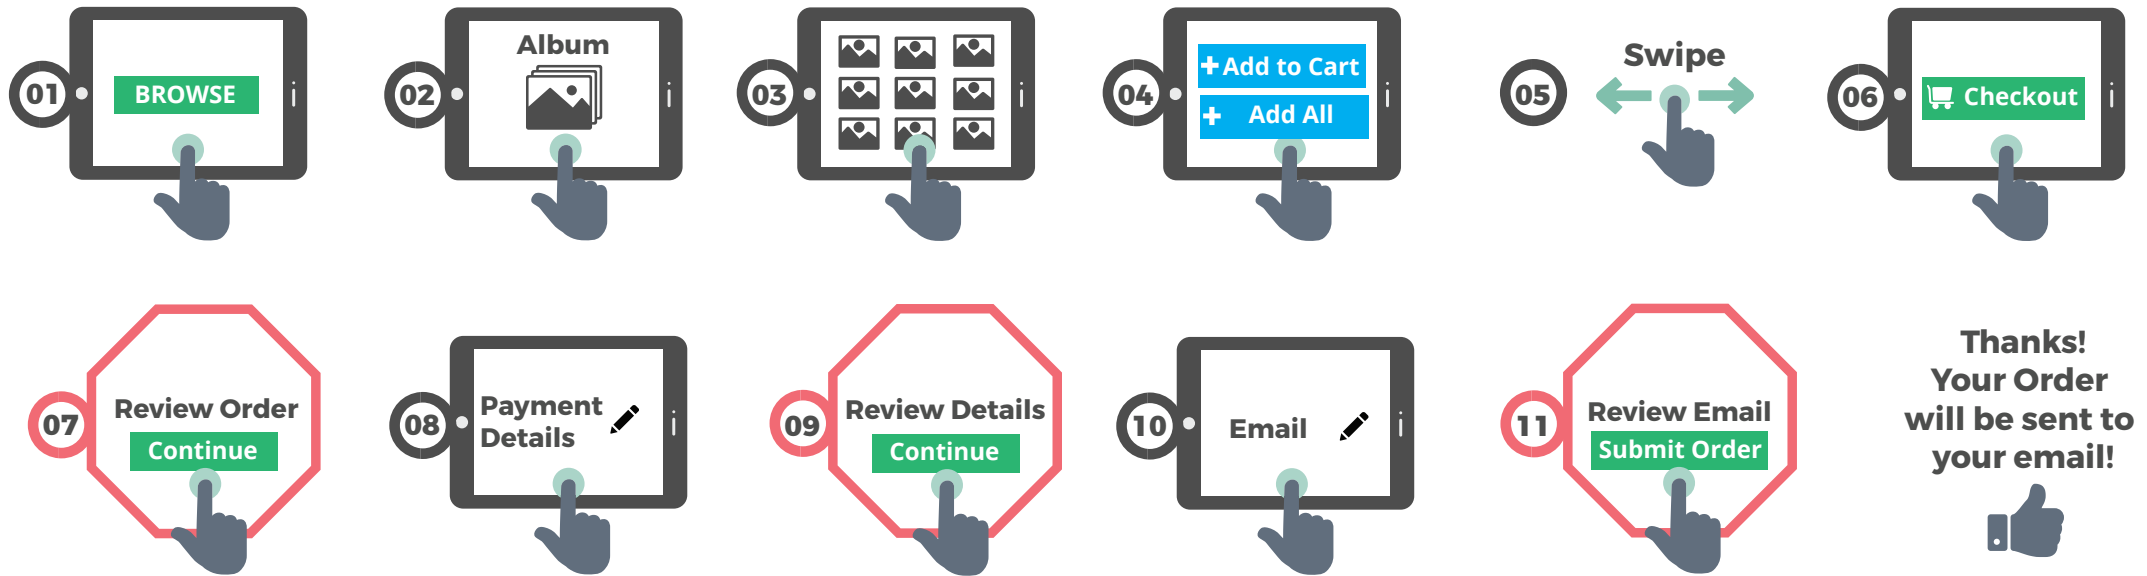 01
BROWSE
02
Album
03
04
+Add to Cart
+ Add All
05
Swipe
06
Checkout
07
Review Order
Continue
08
Payment
Details
09
Review Details
Continue
10
Email
11
Review Email
Submit Order
Thanks!
Your Order
will be sent to
your email!